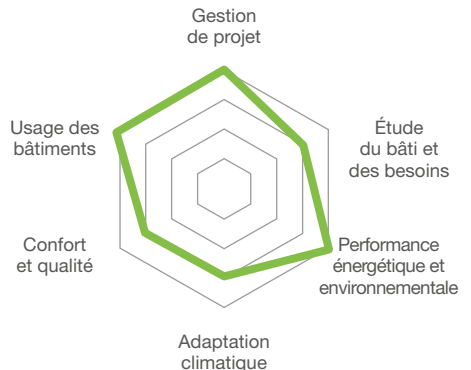 Gestion
de projet
Usage des
bâtiments
Étude
du bâti et
des besoins
Confort
et qualité
Performance
énergétique et
environnementale
Adaptation
climatique